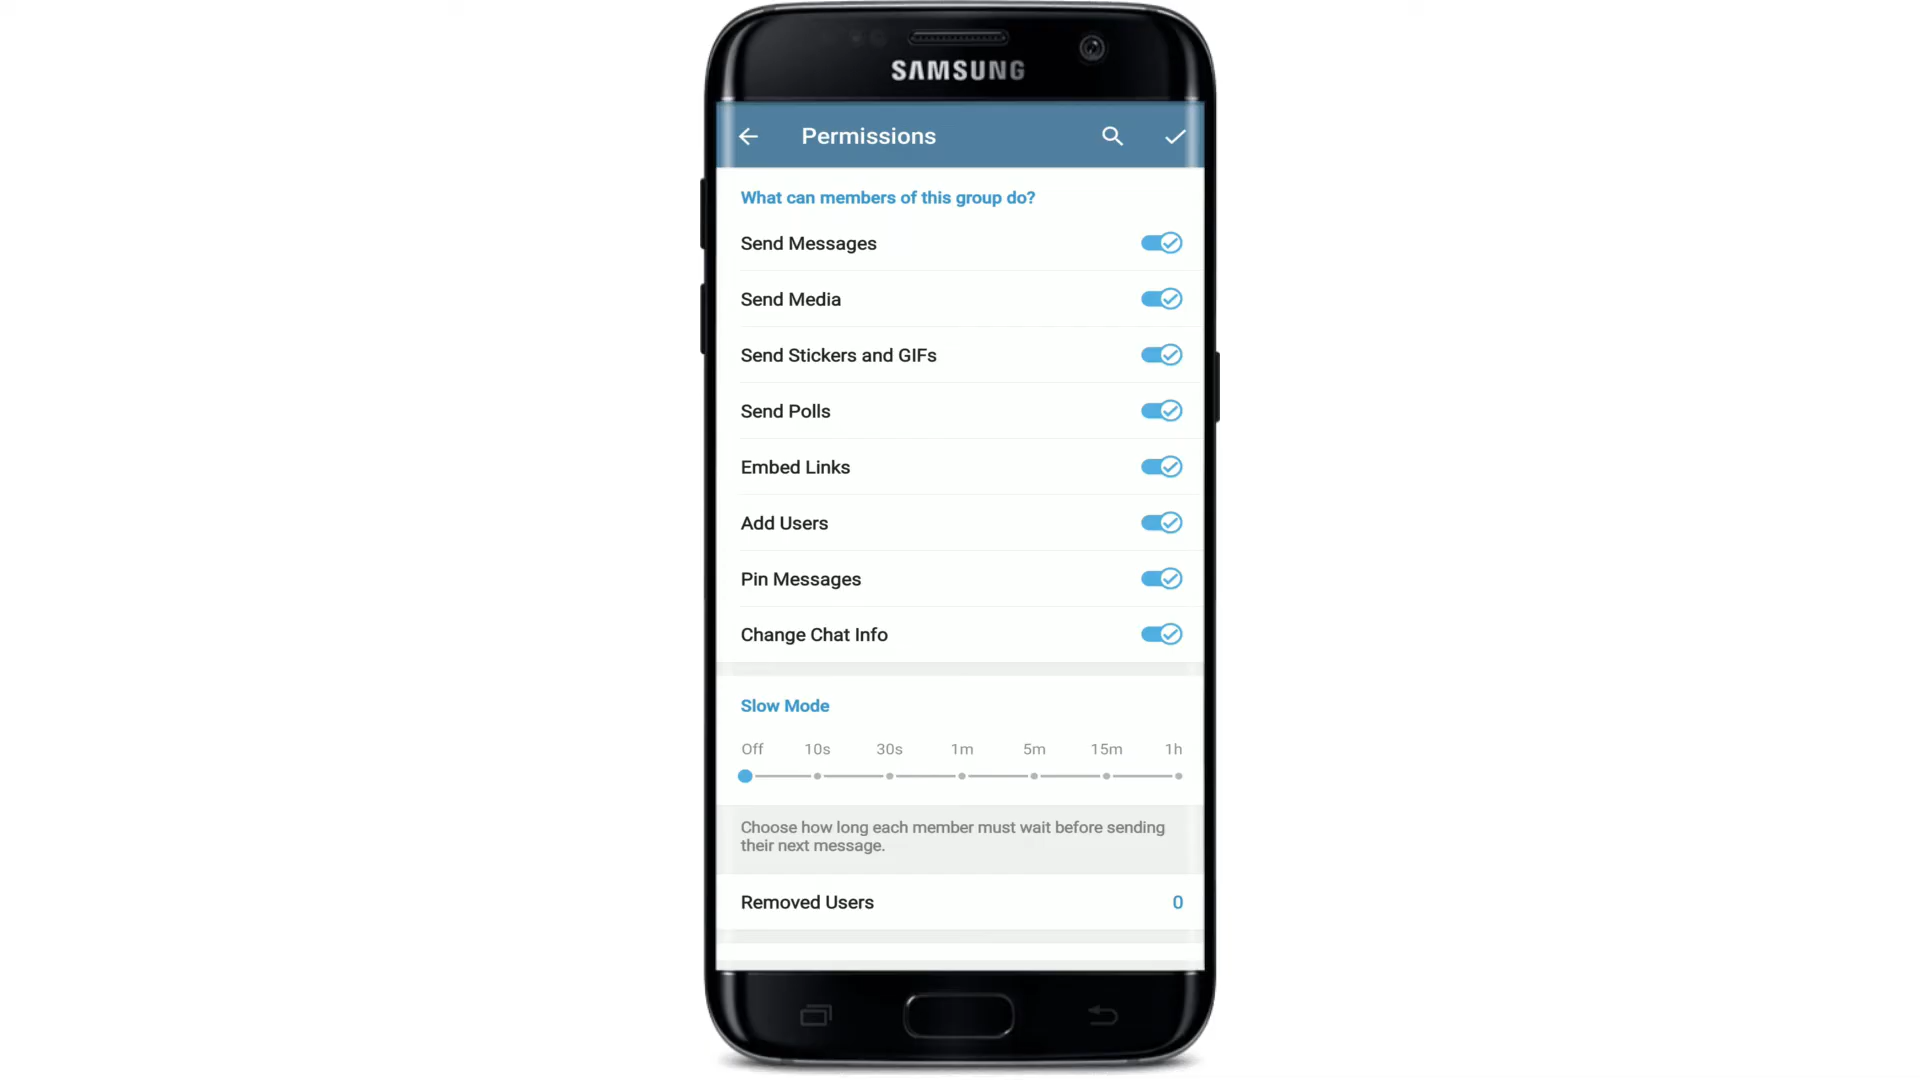 SAMSUNG
Permissions
What can members of this group do?
Send Messages
Send Media
Send Stickers and GIFs
Send Polls
Embed Links
Add Users
Pin Messages
Change Chat Info
Slow Mode
Off 10s 30s 1m 5m 15m 1h
Choose how long each member must wait before sending
their next message.
Removed Users 0